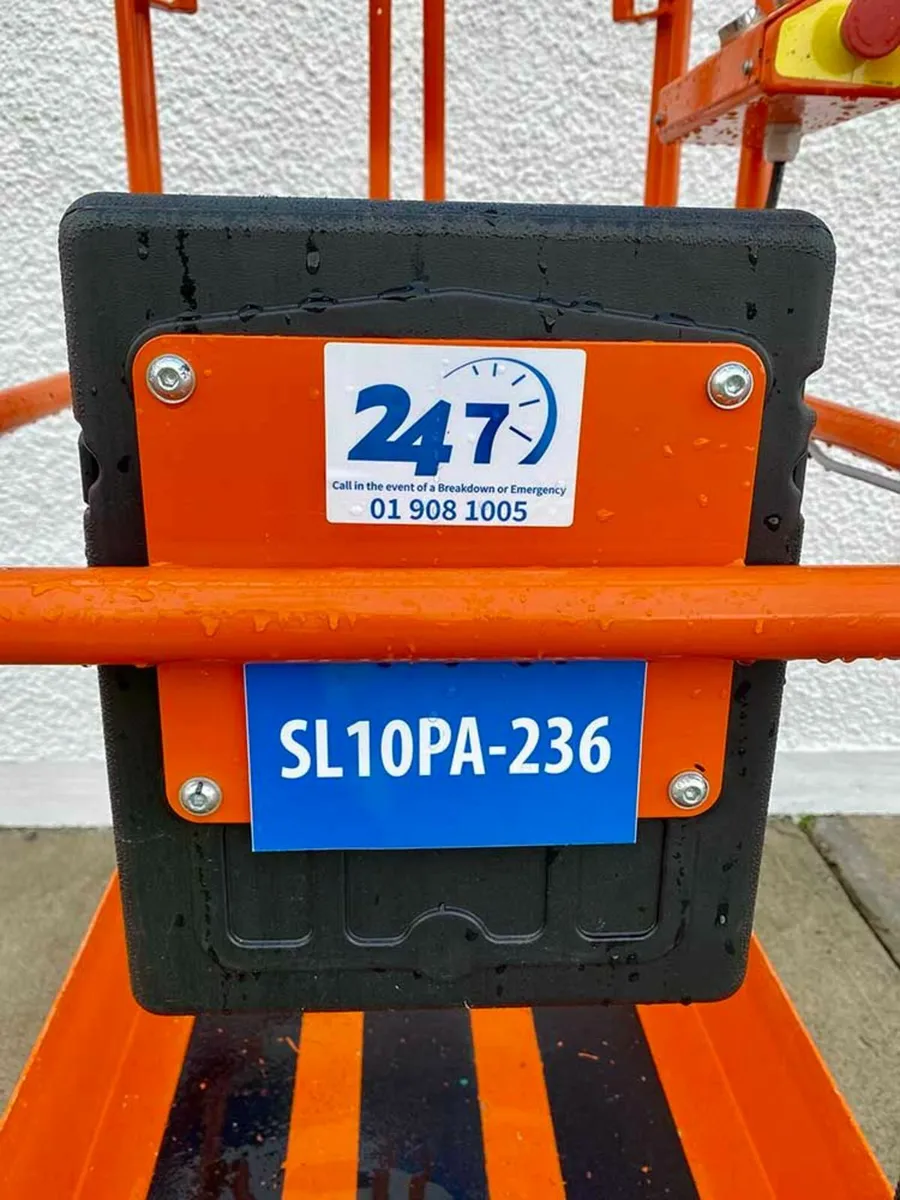 247
Call in the event of a Breakdown or Emergency
01 908 1005
SL10PA-236